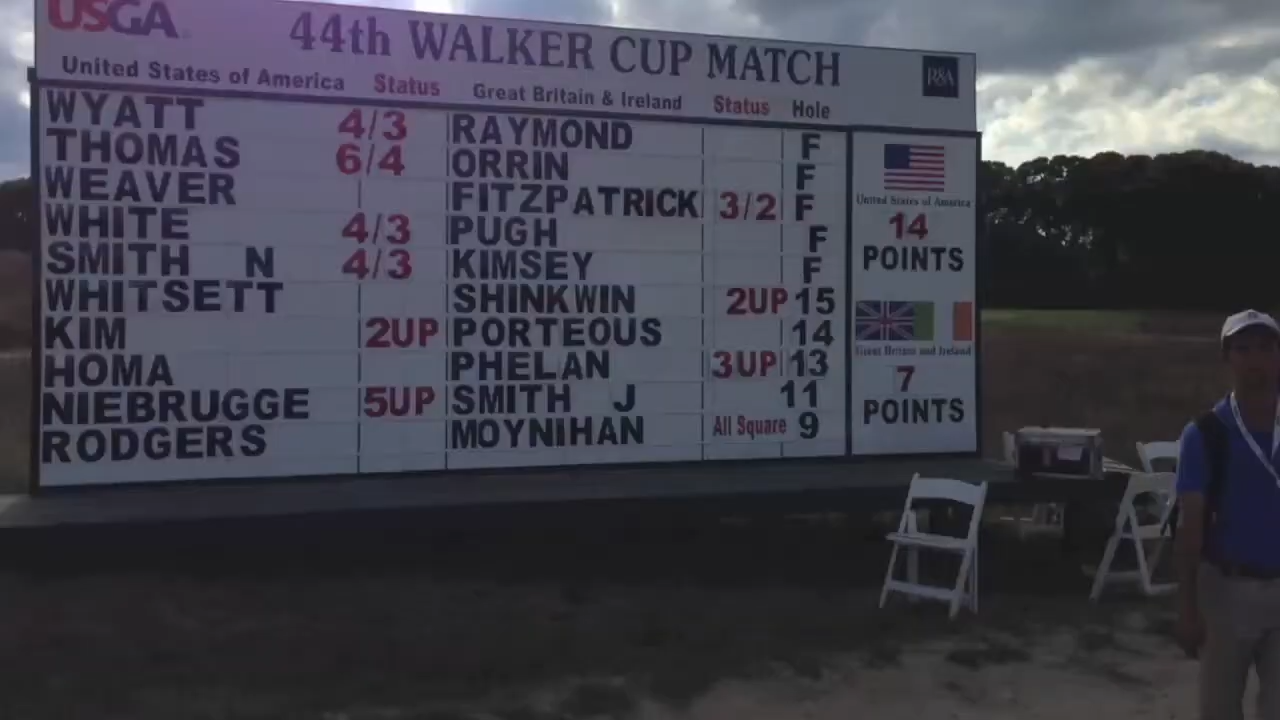 USGA
44th WALKER CUP MATCH
R&A
United States of America Status Great Britain & Ireland Status Hole
WYATT 4/3 RAYMOND F
THOMAS 6/4 ORRIN F
WEAVER FITZPATRICK 3/2 F
WHITE 4/3 PUGH F
SMITH N 4/3 KIMSEY F
WHITSETT SHINKWIN 2UP 15
KIM 2UP PORTEOUS 14
HOMA PHELAN 3UP 13
NIEBRUGGE 5UP SMITH J 11
RODGERS MOYNIHAN All Square 9
United States of America
14
POINTS
Great Britain and Ireland
7
POINTS